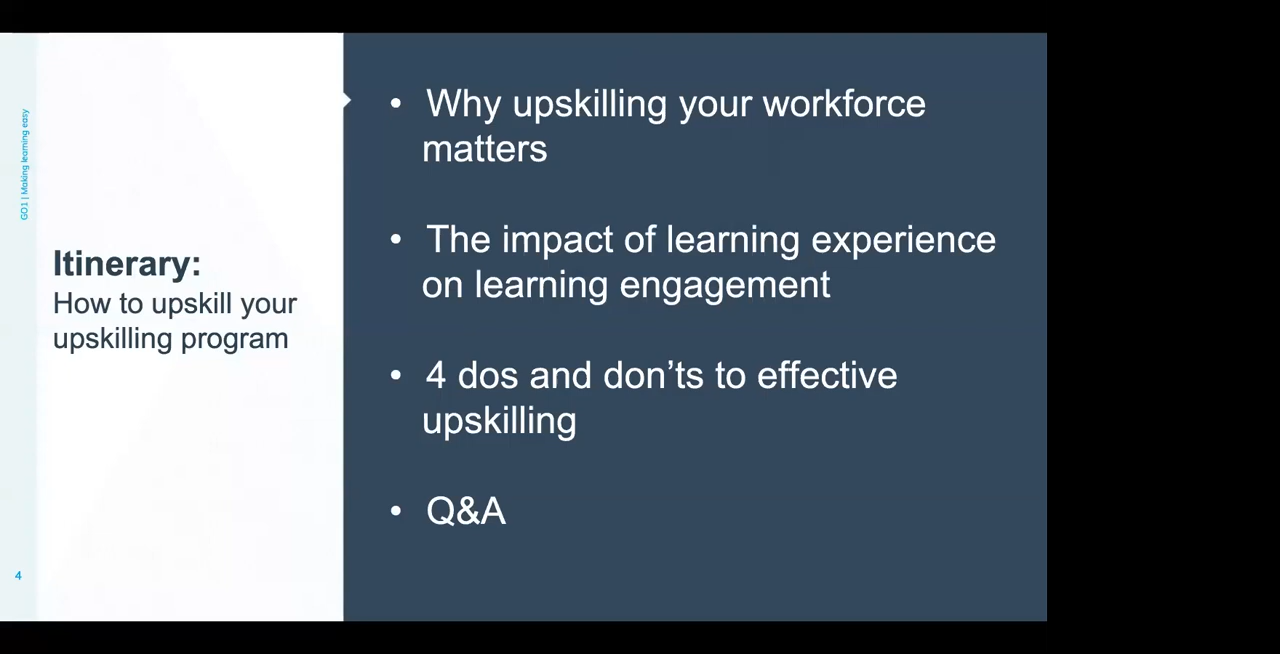 GO1 | Making learning easy
Itinerary:
How to upskill your
upskilling program
4
• Why upskilling your workforce
matters
• The impact of learning experience
on learning engagement
• 4 dos and don’ts to effective
upskilling
• Q&A